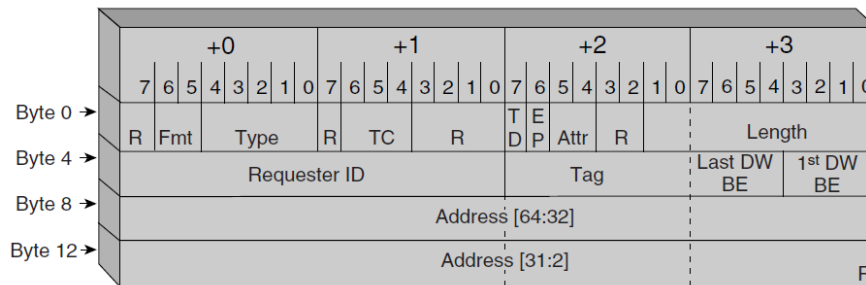 +0 +1 +2 +3
7 6 5 4 3 2 1 0 7 6 5 4 3 2 1 0 7 6 5 4 3 2 1 0 7 6 5 4 3 2 1 0
Byte 0 R Fmt Type R TC R TD EP Attr R Length
Byte 4 Requester ID Tag Last DW BE 1st DW BE
Byte 8 Address [64:32]
Byte 12 Address [31:2]